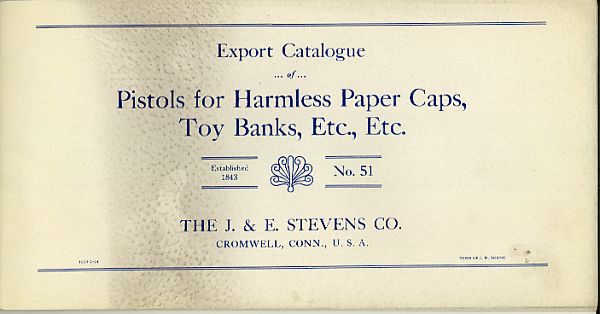 Export Catalogue
... of ...
Pistols for Harmless Paper Caps,
Toy Banks, Etc., Etc.
Established
1843
No. 51
THE J. & E. STEVENS CO.
CROMWELL, CONN., U. S. A.